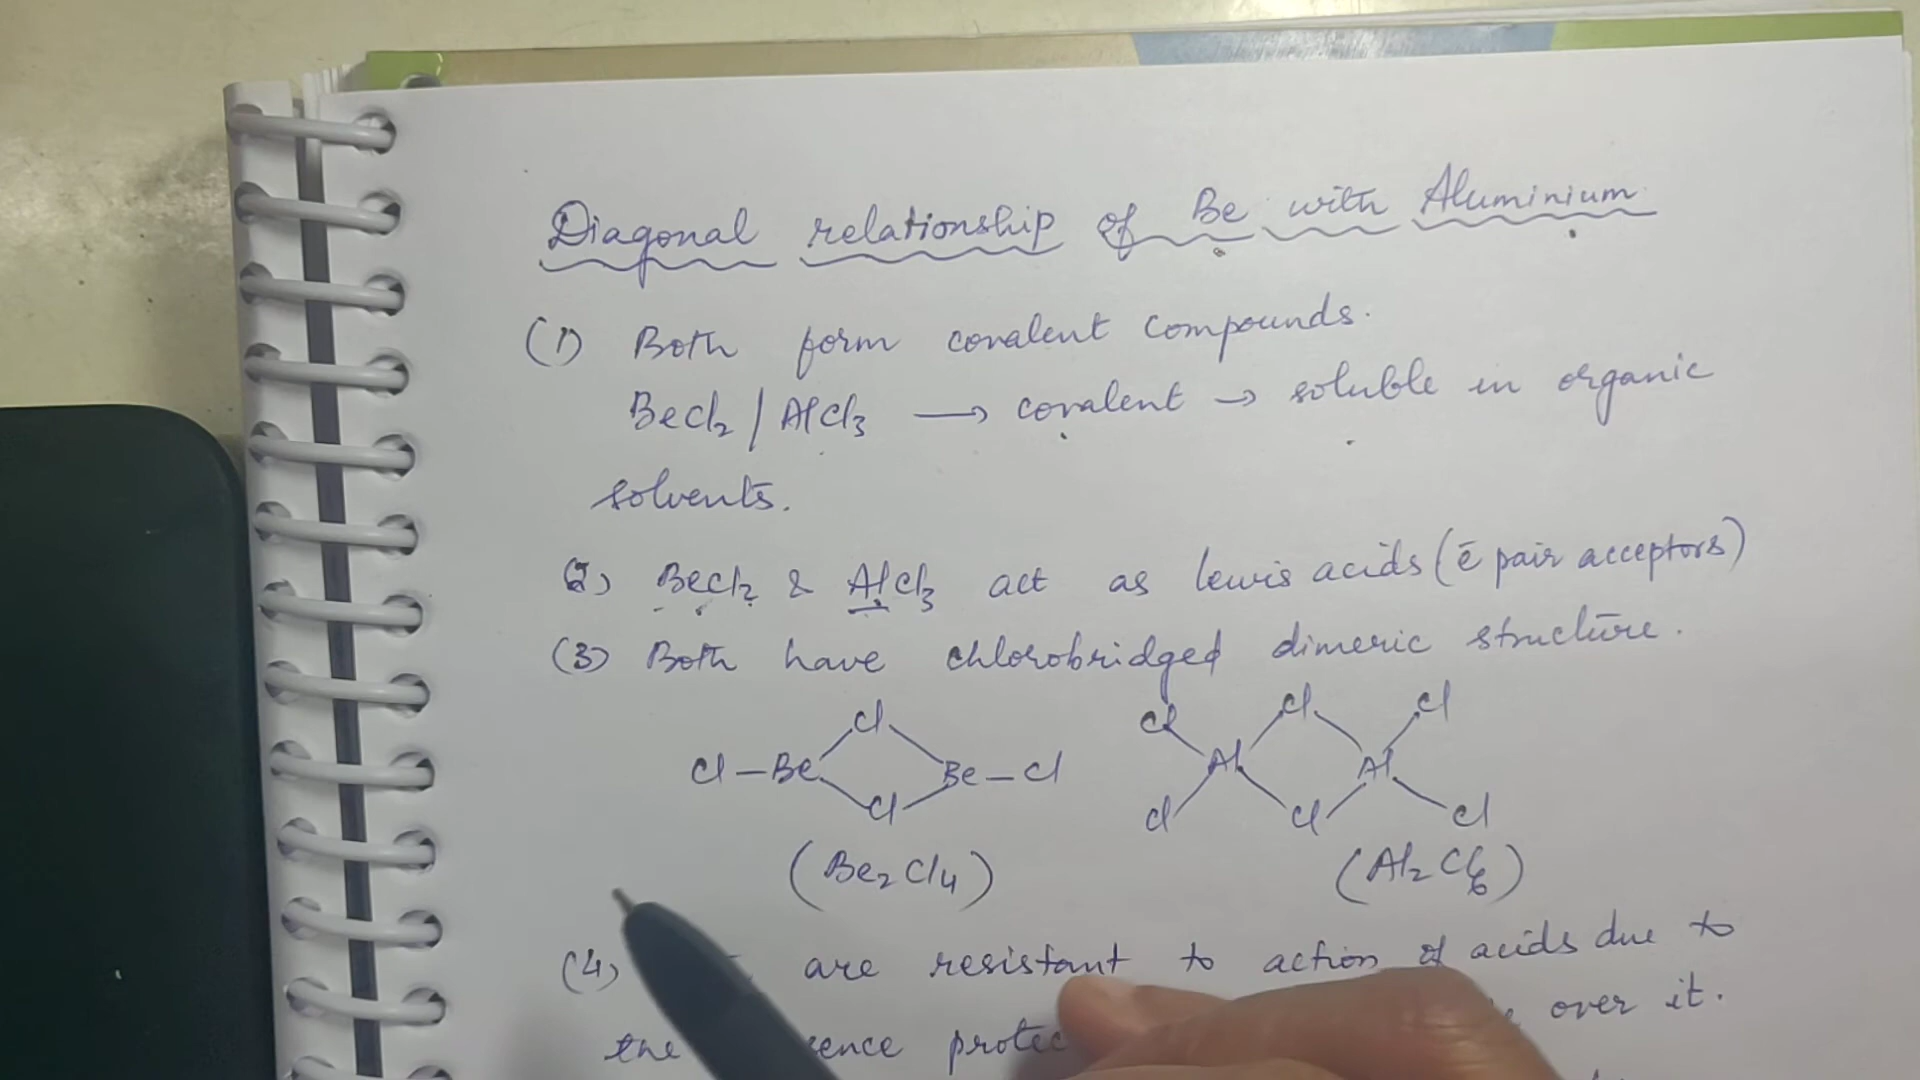 Diagonal relationship of Be with Aluminium
(1) Both form covalent compounds.
BeCl₂ / AlCl₃ → covalent → soluble in organic
solvents.
(2) BeCl₂ & AlCl₃ act as lewis acids (ē pair acceptors)
(3) Both have chlorobridged dimeric structure.
Cl Cl Cl Cl
Cl—Be Be—Cl Al Al
Cl Cl Cl Cl
(Be₂Cl₄) (Al₂Cl₆)
(4) are resistant to action of acids due to
the over it.